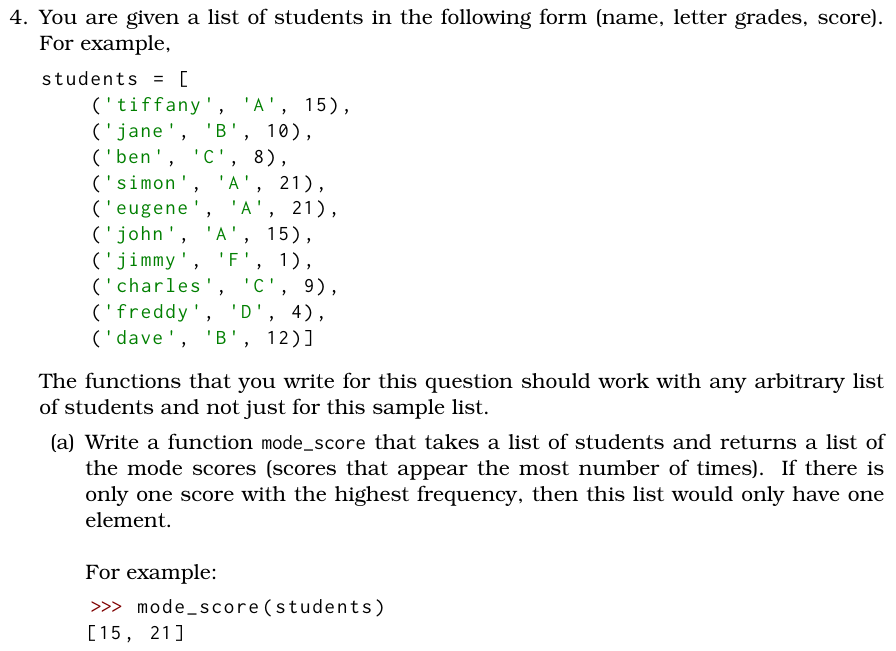 4. You are given a list of students in the following form (name, letter grades, score).
For example,
students = [
('tiffany', 'A', 15),
('jane', 'B', 10),
('ben', 'C', 8),
('simon', 'A', 21),
('eugene', 'A', 21),
('john', 'A', 15),
('jimmy', 'F', 1),
('charles', 'C', 9),
('freddy', 'D', 4),
('dave', 'B', 12)]
The functions that you write for this question should work with any arbitrary list
of students and not just for this sample list.
(a) Write a function mode_score that takes a list of students and returns a list of
the mode scores (scores that appear the most number of times). If there is
only one score with the highest frequency, then this list would only have one
element.
For example:
>>> mode_score(students)
[15, 21]